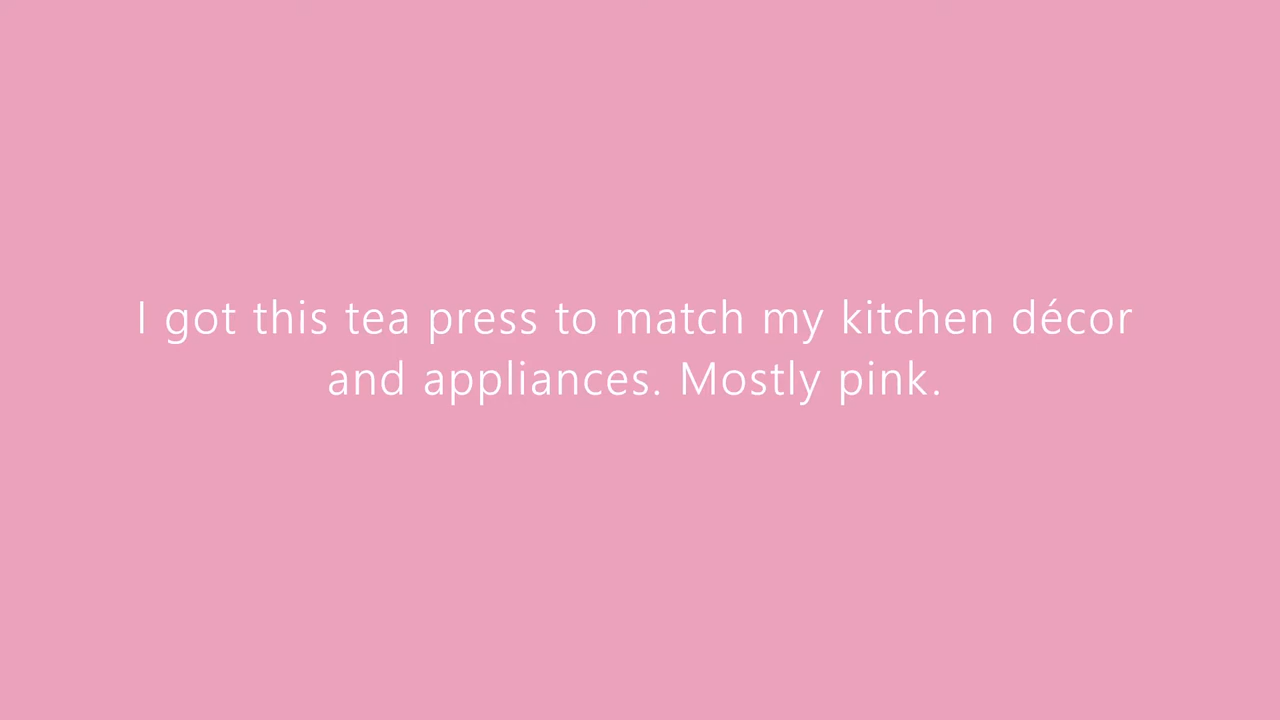 I got this tea press to match my kitchen décor
and appliances. Mostly pink.